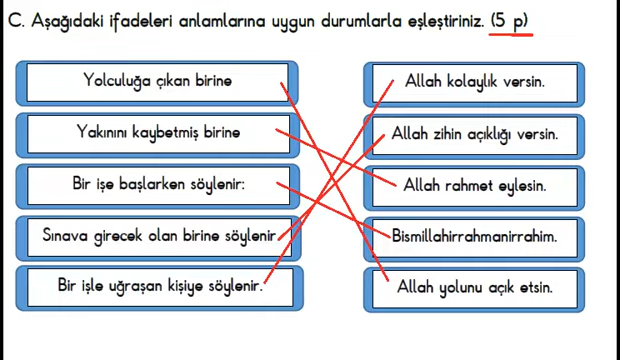 C. Aşağıdaki ifadeleri anlamlarına uygun durumlarla eşleştiriniz. (5 p)
Yolculuğa çıkan birine
Allah kolaylık versin.
Yakınını kaybetmiş birine
Allah zihin açıklığı versin.
Bir işe başlarken söylenir:
Allah rahmet eylesin.
Sınava girecek olan birine söylenir.
Bismillahirrahmanirrahim.
Bir işle uğraşan kişiye söylenir.
Allah yolunu açık etsin.